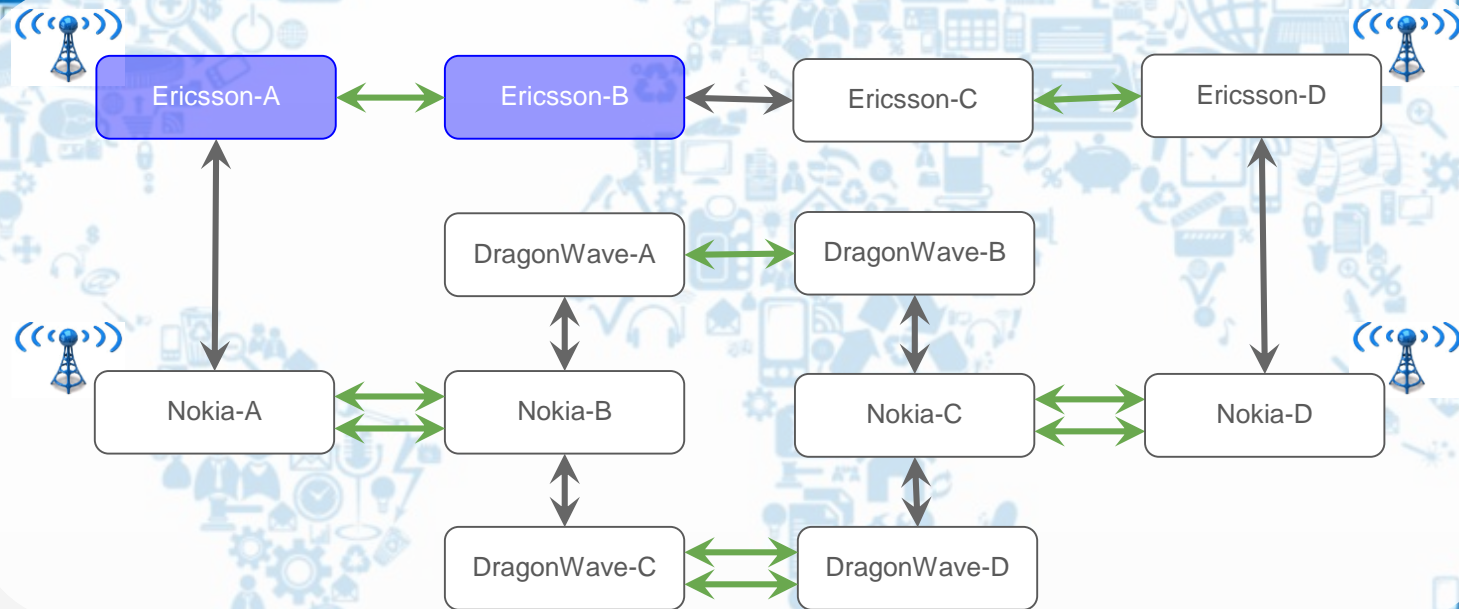 Ericsson-A
Ericsson-B
Ericsson-C
Ericsson-D
DragonWave-A
DragonWave-B
Nokia-A
Nokia-B
Nokia-C
Nokia-D
DragonWave-C
DragonWave-D